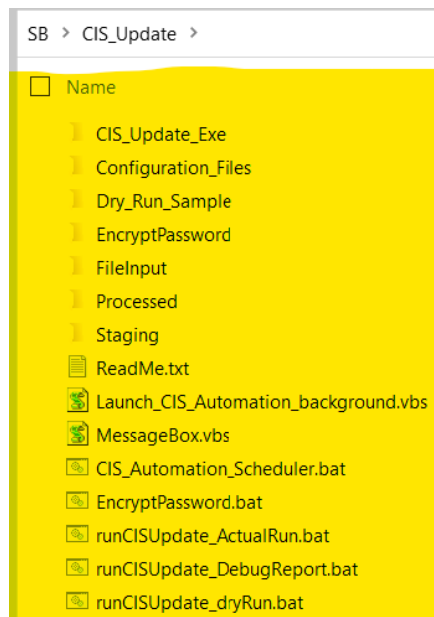 SB > CIS_Update >
Name
CIS_Update_Exe
Configuration_Files
Dry_Run_Sample
EncryptPassword
FileInput
Processed
Staging
ReadMe.txt
Launch_CIS_Automation_background.vbs
MessageBox.vbs
CIS_Automation_Scheduler.bat
EncryptPassword.bat
runCISUpdate_ActualRun.bat
runCISUpdate_DebugReport.bat
runCISUpdate_dryRun.bat